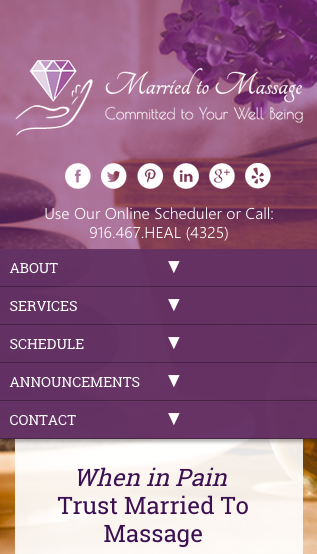 Married to Massage
Committed to Your Well Being
Use Our Online Scheduler or Call:
916.467.HEAL (4325)
ABOUT
SERVICES
SCHEDULE
ANNOUNCEMENTS
CONTACT
When in Pain
Trust Married To
Massage